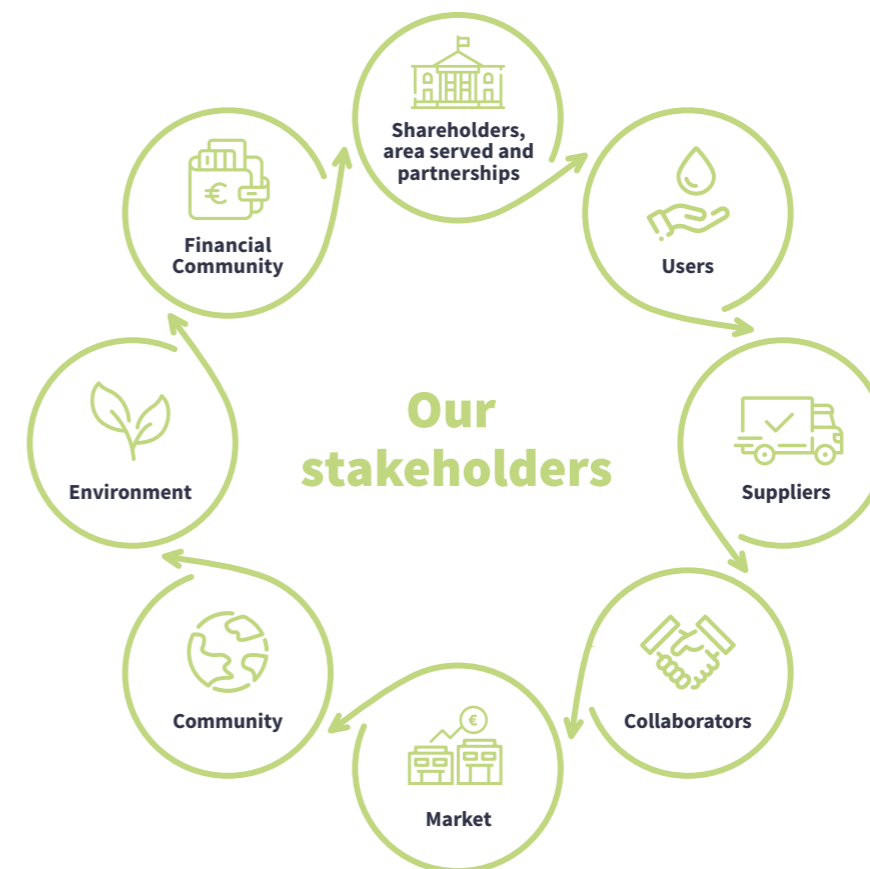 Shareholders,
area served and
partnerships
Users
Suppliers
Collaborators
Market
Community
Environment
Financial
Community
Our
stakeholders
€
€